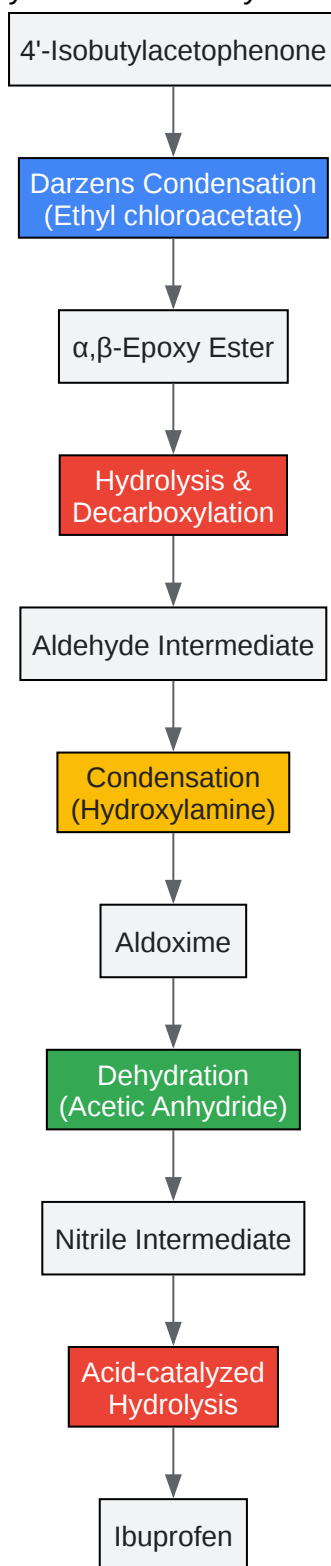 4'-Isobutylacetophenone
Darzens Condensation
(Ethyl chloroacetate)
α,β-Epoxy Ester
Hydrolysis &
Decarboxylation
Aldehyde Intermediate
Condensation
(Hydroxylamine)
Aldoxime
Dehydration
(Acetic Anhydride)
Nitrile Intermediate
Acid-catalyzed
Hydrolysis
Ibuprofen